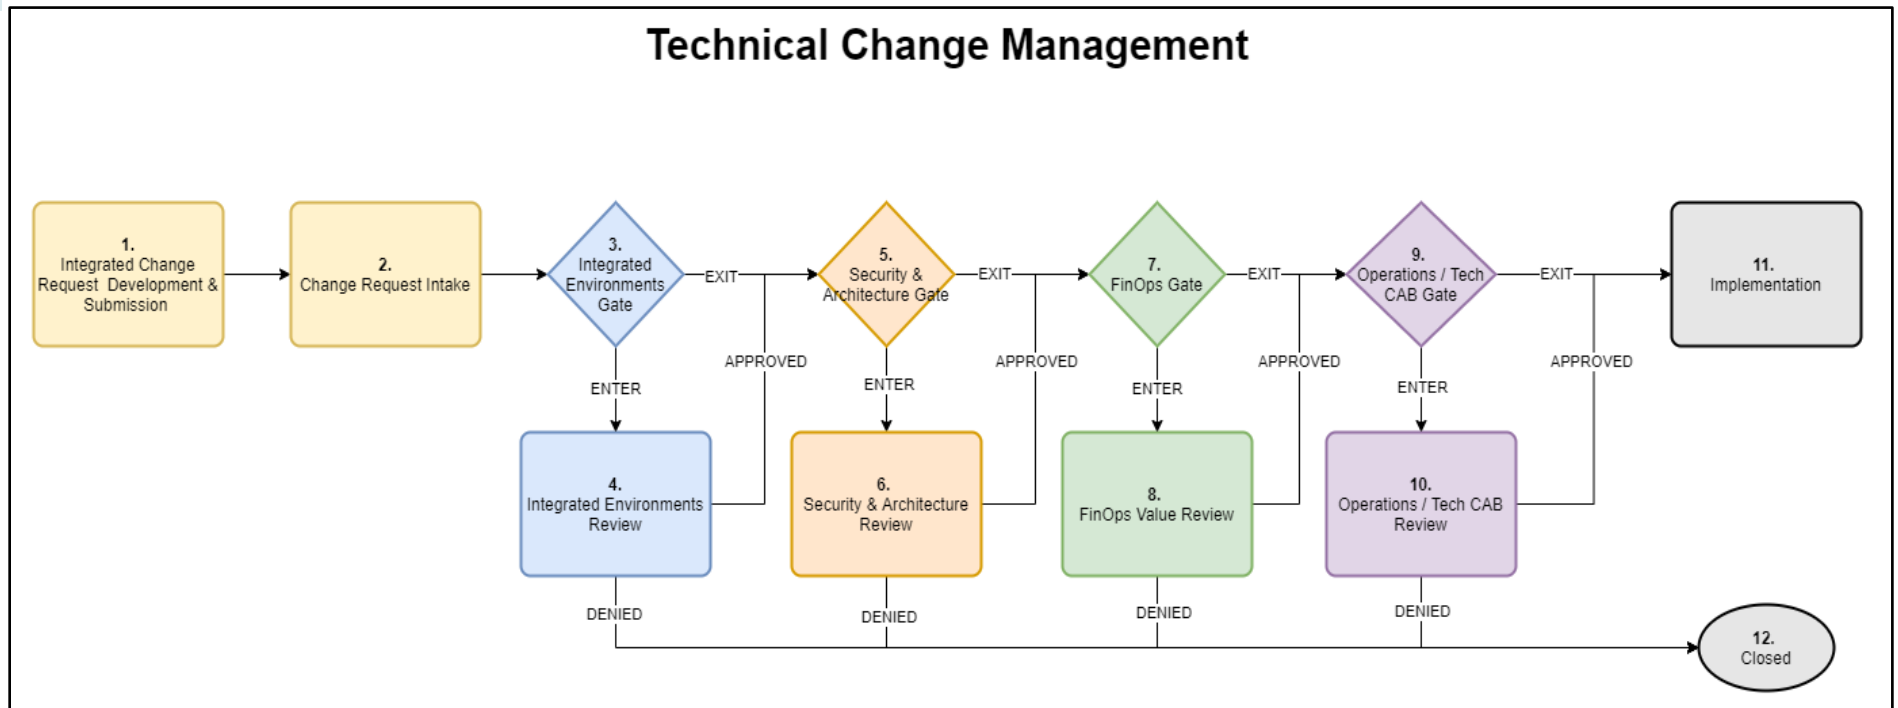 Technical Change Management
1.
Integrated Change
Request Development &
Submission
2.
Change Request Intake
3.
Integrated
Environments
Gate
EXIT
5.
Security &
Architecture Gate
EXIT
7.
FinOps Gate
EXIT
9.
Operations / Tech
CAB Gate
EXIT
11.
Implementation
ENTER
APPROVED
ENTER
APPROVED
ENTER
APPROVED
ENTER
APPROVED
4.
Integrated Environments
Review
6.
Security & Architecture
Review
8.
FinOps Value Review
10.
Operations / Tech CAB
Review
DENIED
DENIED
DENIED
DENIED
12.
Closed